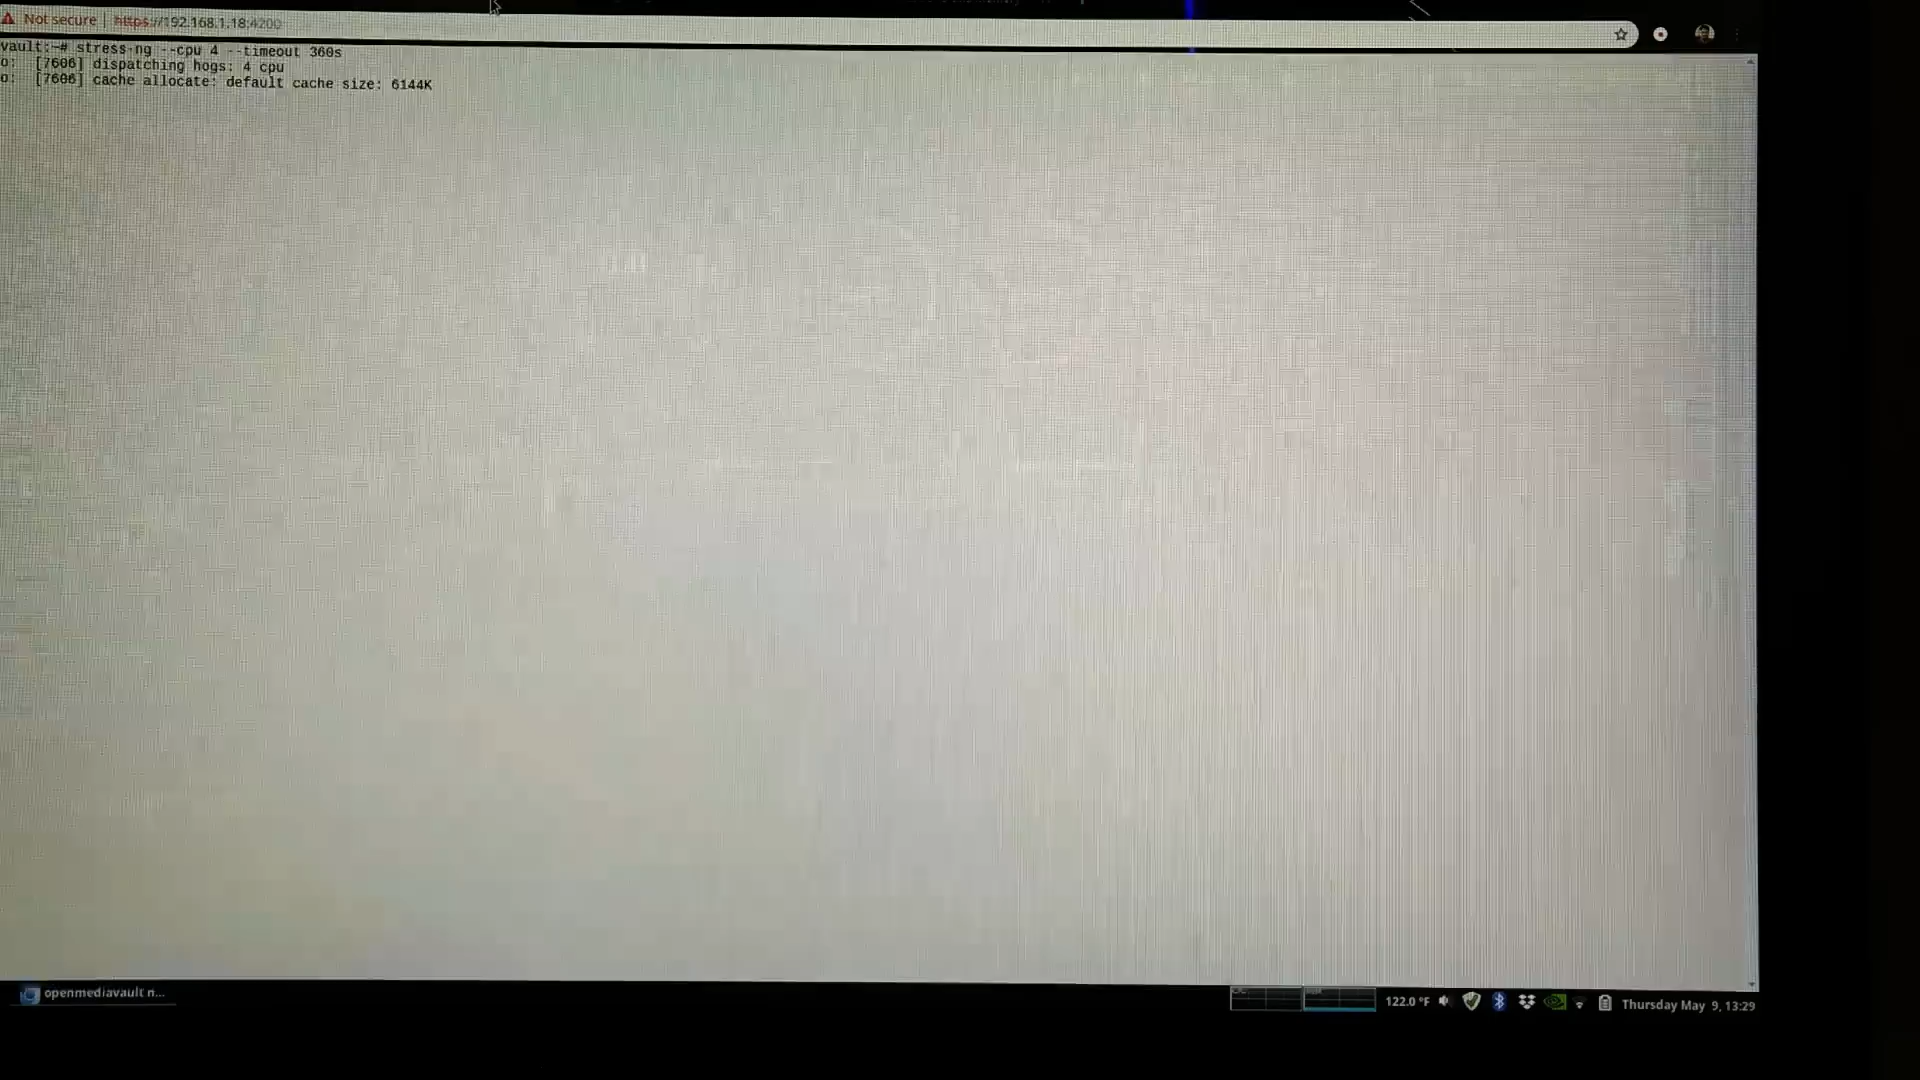 Not secure | https://192.168.1.18:4200
vault:~# stress-ng --cpu 4 --timeout 360s
o: [7606] dispatching hogs: 4 cpu
o: [7606] cache allocate: default cache size: 6144K
openmediavault n...
122.0 °F
Thursday May 9, 13:29